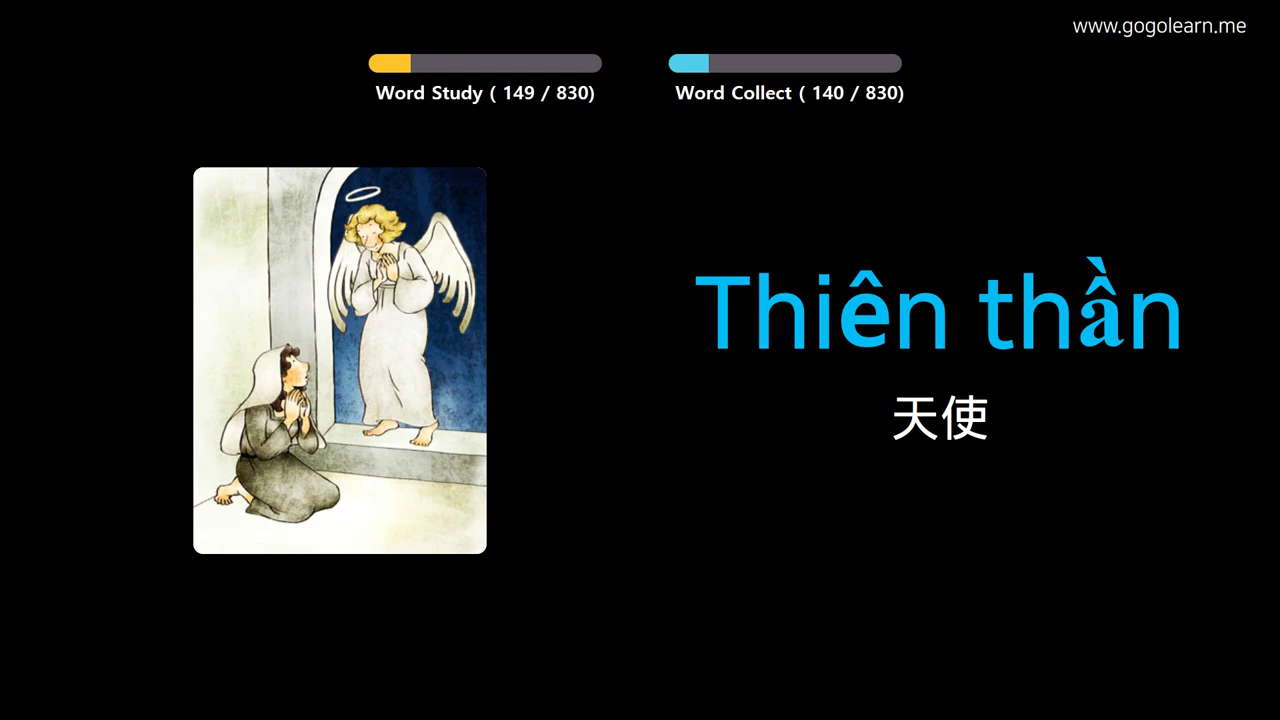 www.gogolearn.me
Word Study ( 149 / 830)
Word Collect ( 140 / 830)
Thiên thần
天使